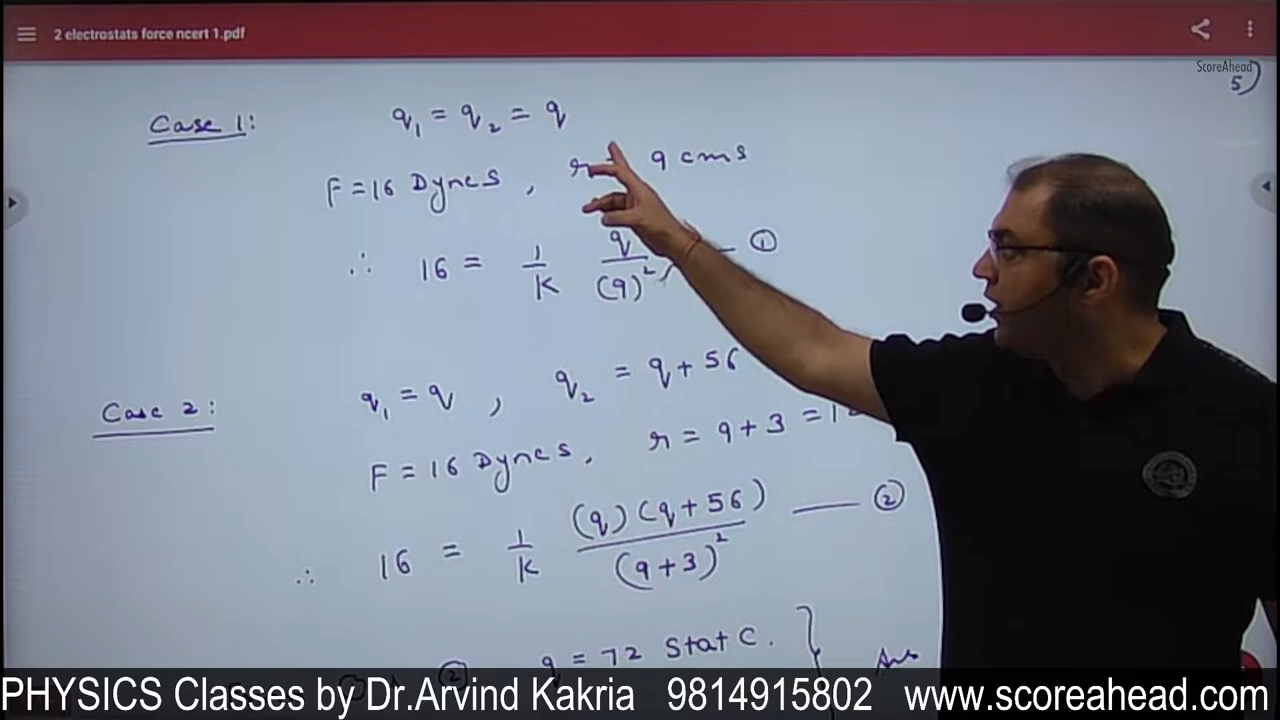 2 electrostats force ncert 1.pdf
ScoreAhead
5)
Case 1: q₁ = q₂ = q
F = 16 Dynes, r = 9 cms
∴ 16 = 1/K q/(9)² — ①
Case 2: q₁ = q, q₂ = q + 56
F = 16 Dynes, r = 9 + 3 = 1
∴ 16 = 1/K (q)(q+56)/(9+3)² — ②
② q = 72 Stat C. } Ans
PHYSICS Classes by Dr.Arvind Kakria 9814915802 www.scoreahead.com